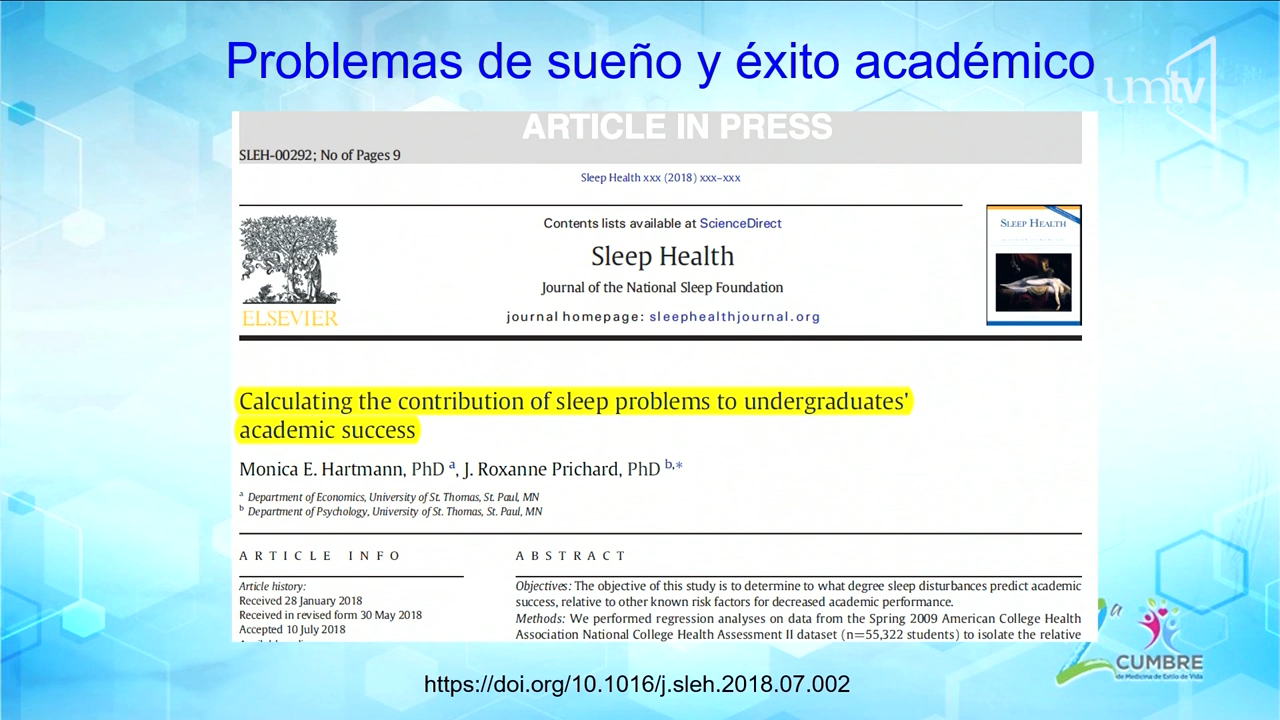 Problemas de sueño y éxito académico
umtv
ARTICLE IN PRESS
SLEH-00292; No of Pages 9
Sleep Health xxx (2018) xxx–xxx
Contents lists available at ScienceDirect
Sleep Health
Journal of the National Sleep Foundation
journal homepage: sleephealthjournal.org
ELSEVIER
SLEEP HEALTH
Calculating the contribution of sleep problems to undergraduates'
academic success
Monica E. Hartmann, PhD a, J. Roxanne Prichard, PhD b,*
a Department of Economics, University of St. Thomas, St. Paul, MN
b Department of Psychology, University of St. Thomas, St. Paul, MN
ARTICLE INFO
Article history:
Received 28 January 2018
Received in revised form 30 May 2018
Accepted 10 July 2018
ABSTRACT
Objectives: The objective of this study is to determine to what degree sleep disturbances predict academic
success, relative to other known risk factors for decreased academic performance.
Methods: We performed regression analyses on data from the Spring 2009 American College Health
Association National College Health Assessment II dataset (n=55,322 students) to isolate the relative
2a
CUMBRE
de Medicina de Estilo de Vida
https://doi.org/10.1016/j.sleh.2018.07.002